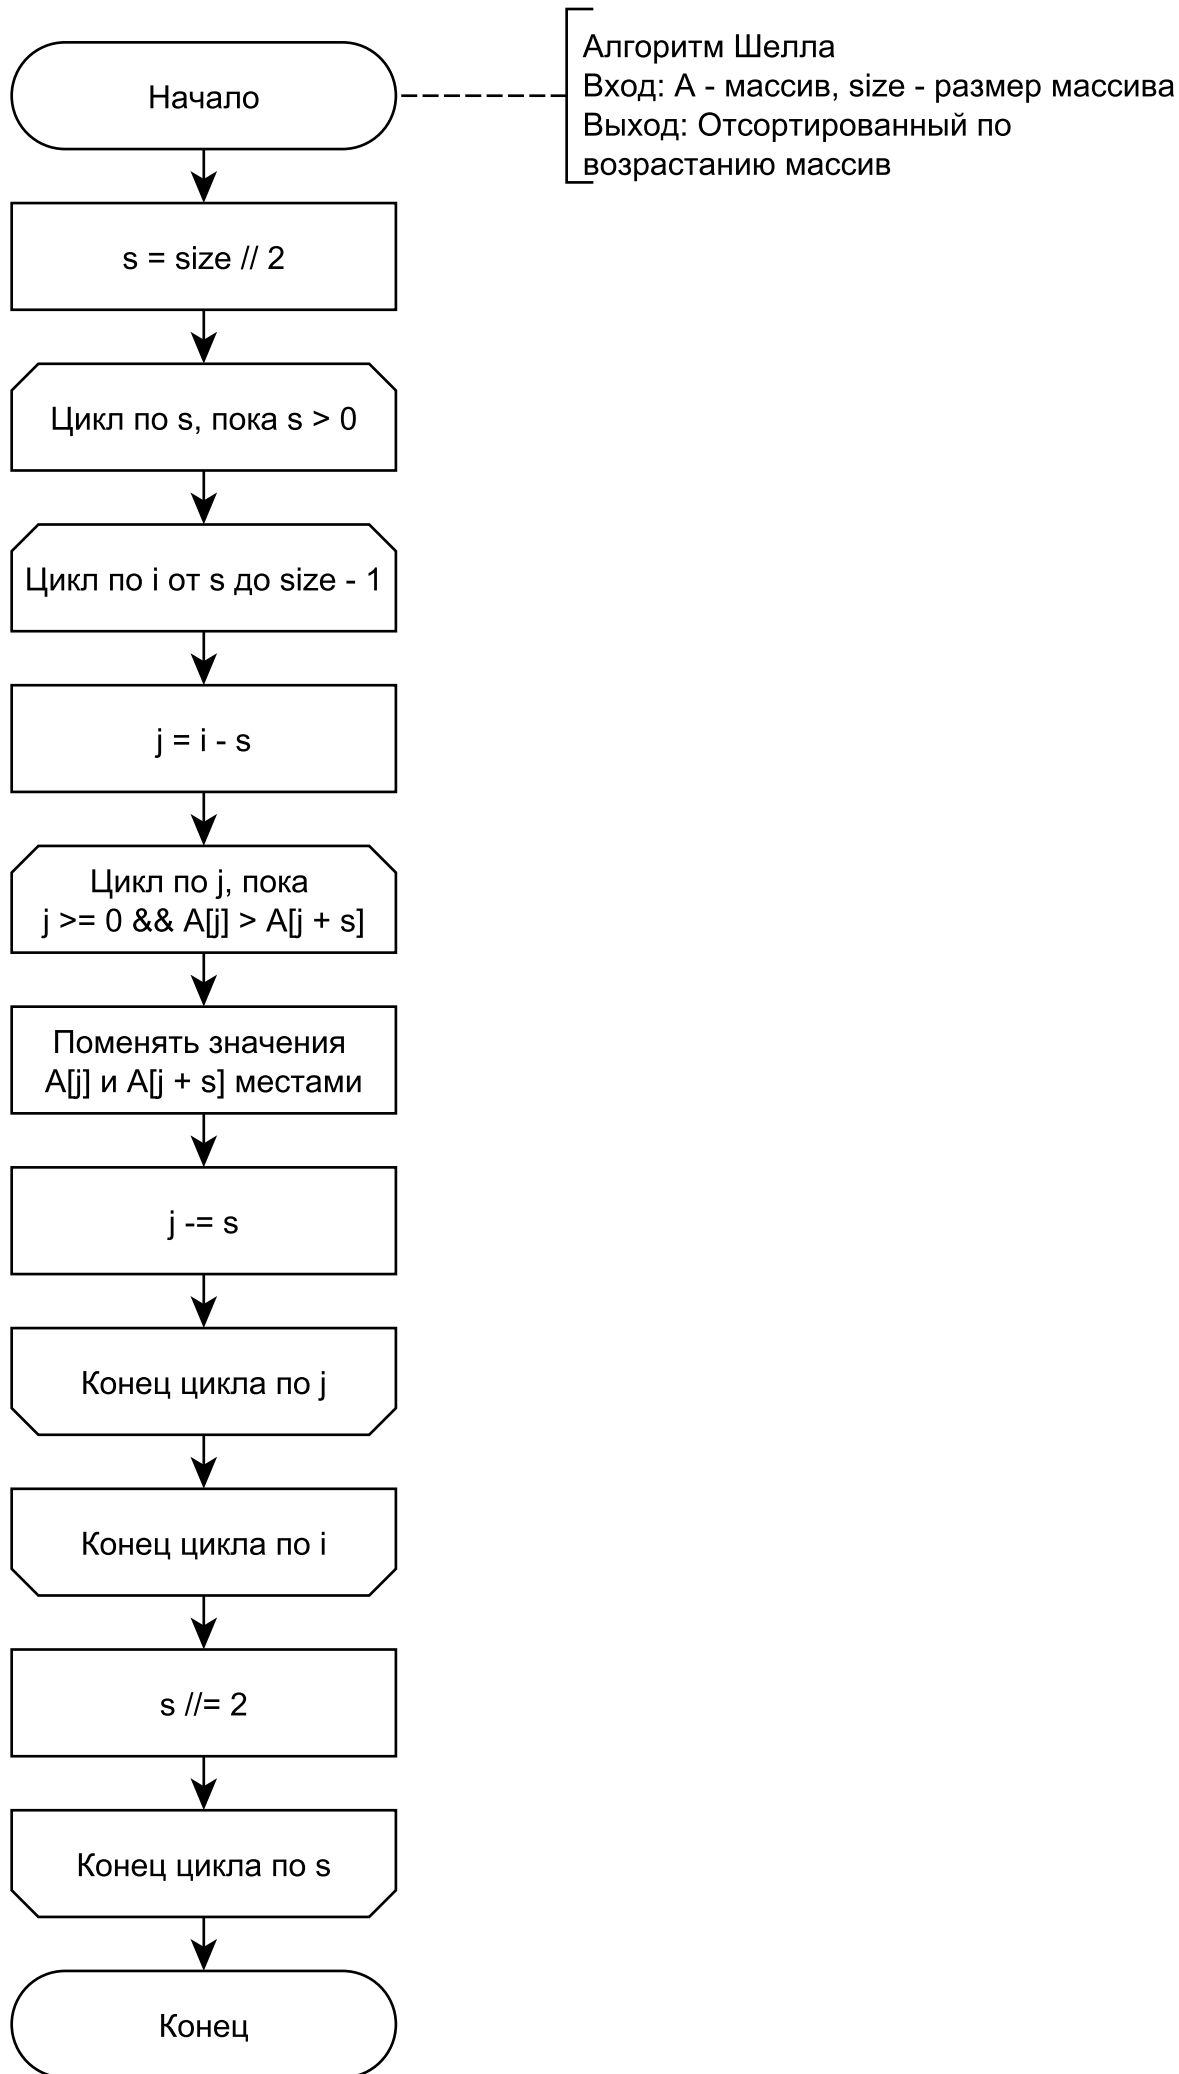 Начало
Алгоритм Шелла
Вход: A - массив, size - размер массива
Выход: Отсортированный по
возрастанию массив
s = size // 2
Цикл по s, пока s > 0
Цикл по i от s до size - 1
j = i - s
Цикл по j, пока
j >= 0 && A[j] > A[j + s]
Поменять значения
A[j] и A[j + s] местами
j -= s
Конец цикла по j
Конец цикла по i
s //= 2
Конец цикла по s
Конец